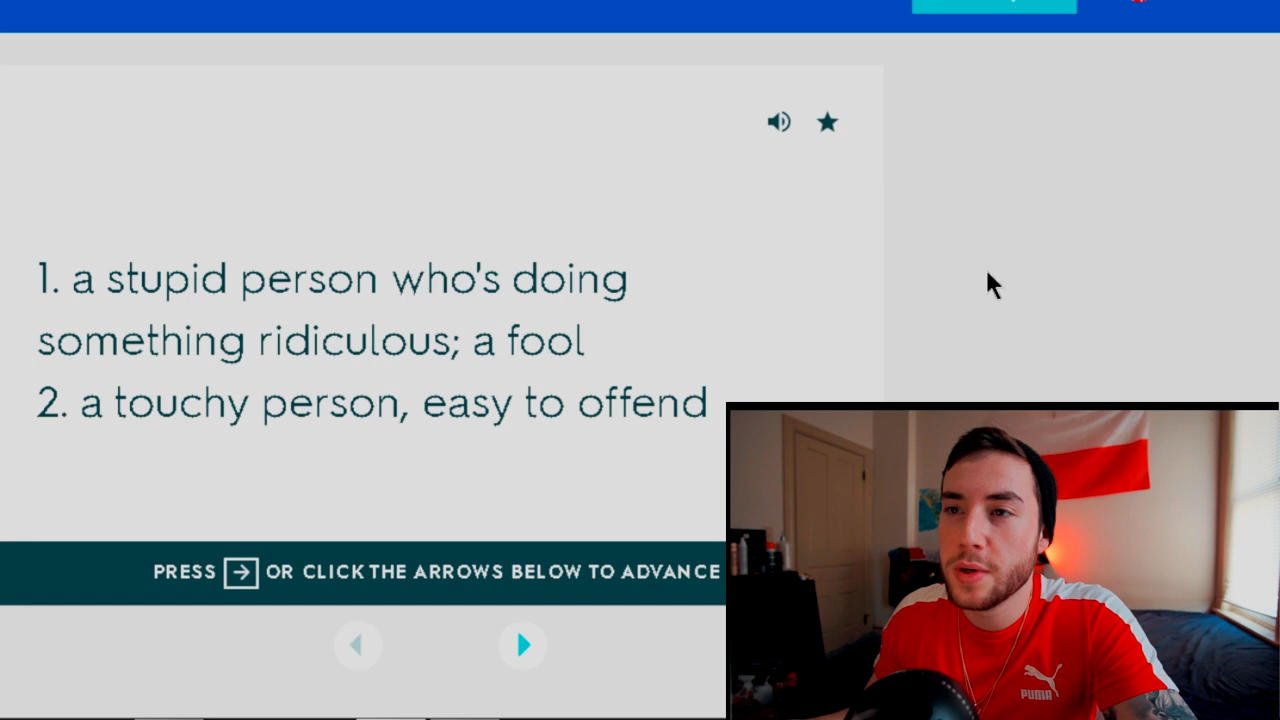 1. a stupid person who's doing
something ridiculous; a fool
2. a touchy person, easy to offend
PRESS → OR CLICK THE ARROWS BELOW TO ADVANCE
PUMA